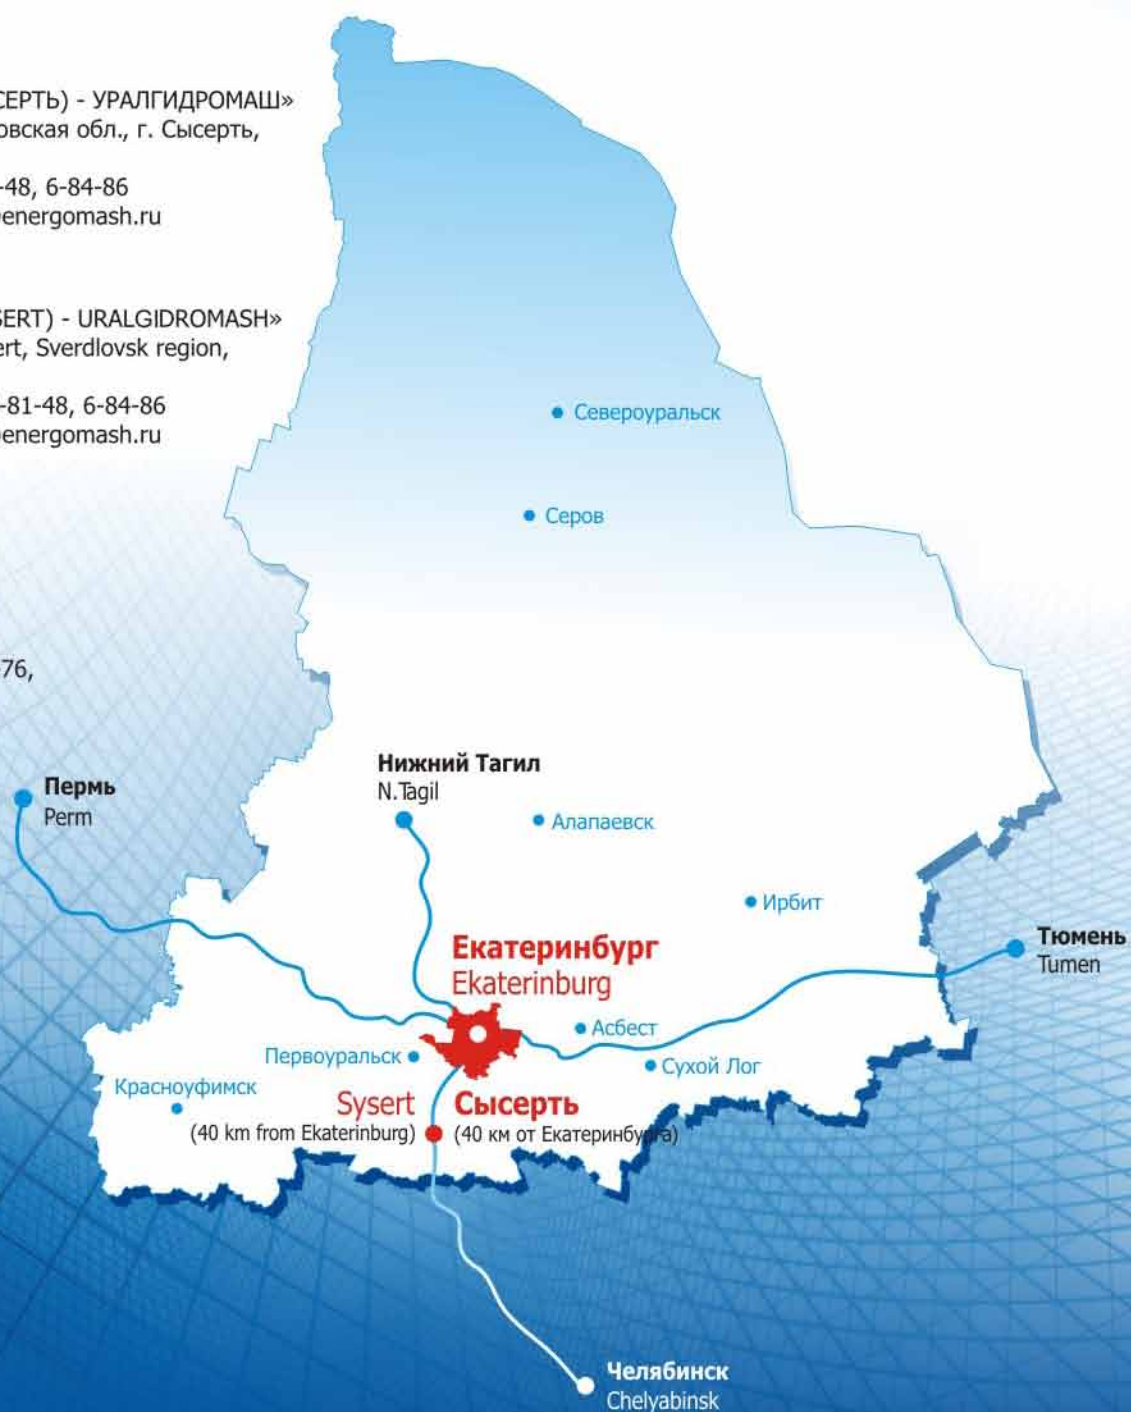 СЕРТЬ) - УРАЛГИДРОМАШ»
овская обл., г. Сысерть,
-48, 6-84-86
energomash.ru
SERT) - URALGIDROMASH»
ert, Sverdlovsk region,
-81-48, 6-84-86
energomash.ru
Североуральск
Серов
76,
Нижний Тагил
N.Tagil
Пермь
Perm
Алапаевск
Ирбит
Екатеринбург
Ekaterinburg
Тюмень
Tumen
Асбест
Первоуральск
Сухой Лог
Красноуфимск
Sysert
(40 km from Ekaterinburg)
Сысерть
(40 км от Екатеринбурга)
Челябинск
Chelyabinsk